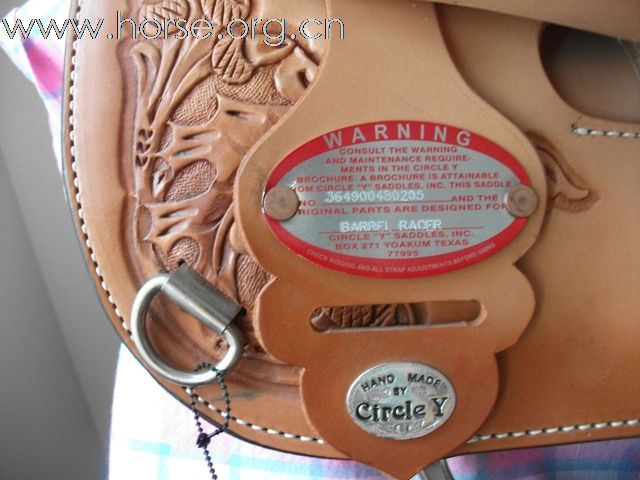 www.horse.org.cn
WARNING
CONSULT THE WARNING
AND MAINTENANCE REQUIRE-
MENTS IN THE CIRCLE Y
BROCHURE. A BROCHURE IS ATTAINABLE
OM CIRCLE "Y" SADDLES, INC. THIS SADDLE
NO. 364900480205 AND THE
RIGINAL PARTS ARE DESIGNED FOR
BARREL RACER
CIRCLE "Y" SADDLES, INC.
BOX 271 YOAKUM TEXAS
77995
CHECK RIGGING AND ALL STRAP ADJUSTMENTS BEFORE USING
HAND MADE
BY
Circle Y